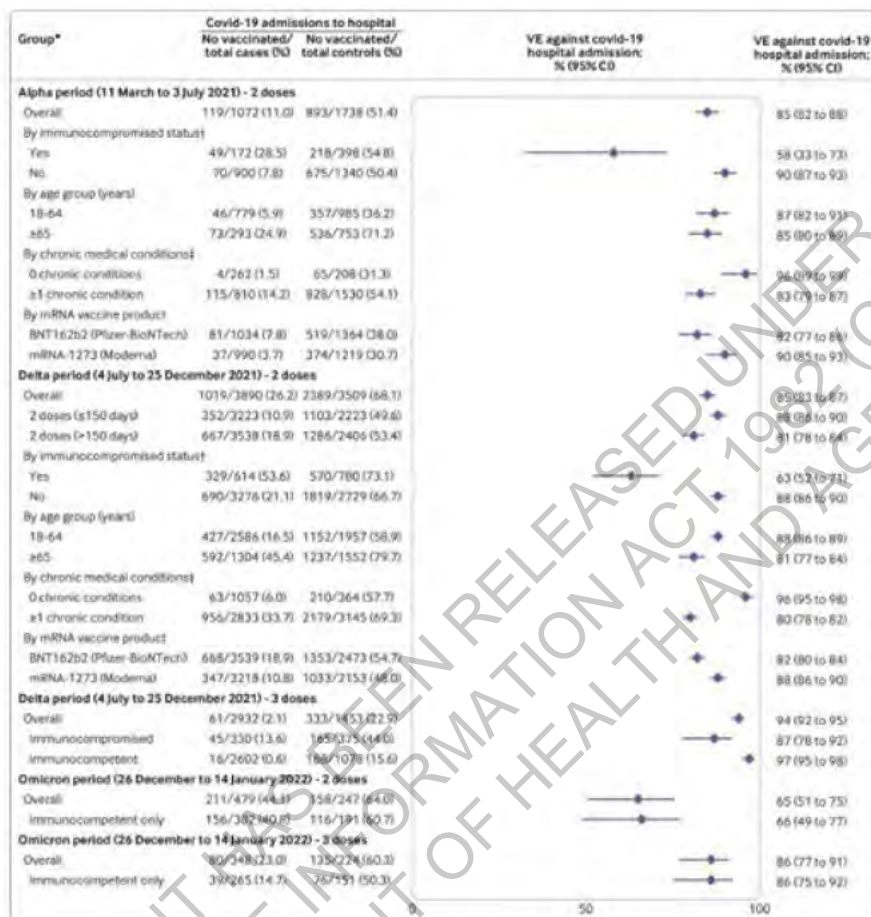 Covid-19 admissions to hospital
Group* No vaccinated/ total cases (%) No vaccinated/ total controls (%) VE against covid-19 hospital admission; % (95% CI) VE against covid-19 hospital admission; % (95% CI)
Alpha period (11 March to 3 July 2021) - 2 doses
Overall 119/1072 (11.0) 893/1738 (51.4) 85 (82 to 88)
By immunocompromised status†
Yes 49/172 (28.5) 218/398 (54.8) 58 (33 to 73)
No 70/900 (7.8) 675/1340 (50.4) 90 (87 to 93)
By age group (years)
18-64 46/779 (5.9) 357/985 (36.2) 87 (82 to 91)
≥65 73/293 (24.9) 536/753 (71.2) 85 (80 to 89)
By chronic medical conditions‡
0 chronic conditions 4/262 (1.5) 65/208 (31.3) 96 (89 to 99)
≥1 chronic condition 115/810 (14.2) 828/1530 (54.1) 83 (79 to 87)
By mRNA vaccine product
BNT162b2 (Pfizer-BioNTech) 81/1034 (7.8) 519/1364 (38.0) 82 (77 to 86)
mRNA-1273 (Moderna) 37/990 (3.7) 374/1219 (30.7) 90 (85 to 93)
Delta period (4 July to 25 December 2021) - 2 doses
Overall 1019/3890 (26.2) 2389/3509 (68.1) 85 (83 to 87)
2 doses (≤150 days) 352/3223 (10.9) 1103/2223 (49.6) 88 (86 to 90)
2 doses (>150 days) 667/3538 (18.9) 1286/2406 (53.4) 81 (78 to 84)
By immunocompromised status†
Yes 329/614 (53.6) 570/780 (73.1) 63 (52 to 71)
No 690/3276 (21.1) 1819/2729 (66.7) 88 (86 to 90)
By age group (years)
18-64 427/2586 (16.5) 1152/1957 (58.9) 88 (86 to 89)
≥65 592/1304 (45.4) 1237/1552 (79.7) 81 (77 to 84)
By chronic medical conditions‡
0 chronic conditions 63/1057 (6.0) 210/364 (57.7) 96 (95 to 98)
≥1 chronic condition 956/2833 (33.7) 2179/3145 (69.3) 80 (78 to 82)
By mRNA vaccine product
BNT162b2 (Pfizer-BioNTech) 668/3539 (18.9) 1353/2473 (54.7) 82 (80 to 84)
mRNA-1273 (Moderna) 347/3218 (10.8) 1033/2153 (48.0) 88 (86 to 90)
Delta period (4 July to 25 December 2021) - 3 doses
Overall 61/2932 (2.1) 333/1453 (22.9) 94 (92 to 95)
Immunocompromised 45/330 (13.6) 165/375 (44.0) 87 (78 to 92)
Immunocompetent 16/2602 (0.6) 168/1078 (15.6) 97 (95 to 98)
Omicron period (26 December to 14 January 2022) - 2 doses
Overall 211/479 (44.1) 158/247 (64.0) 65 (51 to 75)
Immunocompetent only 156/382 (40.8) 116/191 (60.7) 66 (49 to 77)
Omicron period (26 December to 14 January 2022) - 3 doses
Overall 80/348 (23.0) 135/224 (60.3) 86 (77 to 91)
Immunocompetent only 39/265 (14.7) 76/151 (50.3) 86 (75 to 92)
0 50 100
HAS BEEN RELEASED UNDER
INFORMATION ACT 1982 (C
OF HEALTH AND AGE